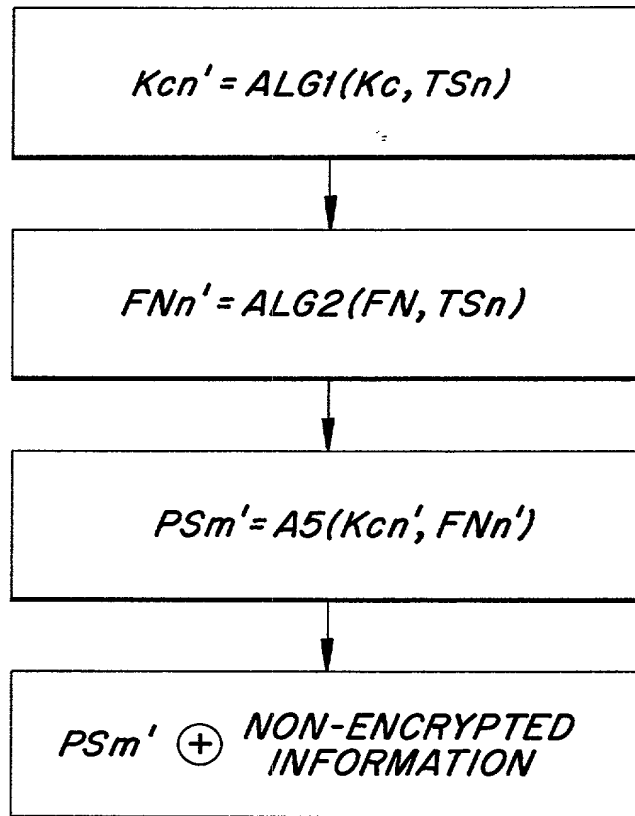 Kcn' = ALG1(Kc, TSn)
FNn' = ALG2(FN, TSn)
PSm' = A5(Kcn', FNn')
PSm' ⊕ NON-ENCRYPTED
INFORMATION